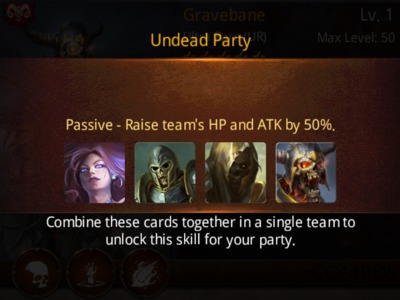 Gravebane
Lv. 1
Max Level: 50
Undead Party
Passive - Raise team's HP and ATK by 50%.
Combine these cards together in a single team to
unlock this skill for your party.